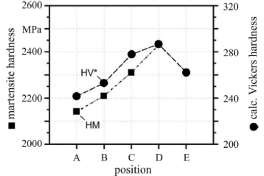 2600
320
MPa
2400
280
HV*
2200
240
HM
2000
200
A B C D E
position
martensite hardness
calc. Vickers hardness